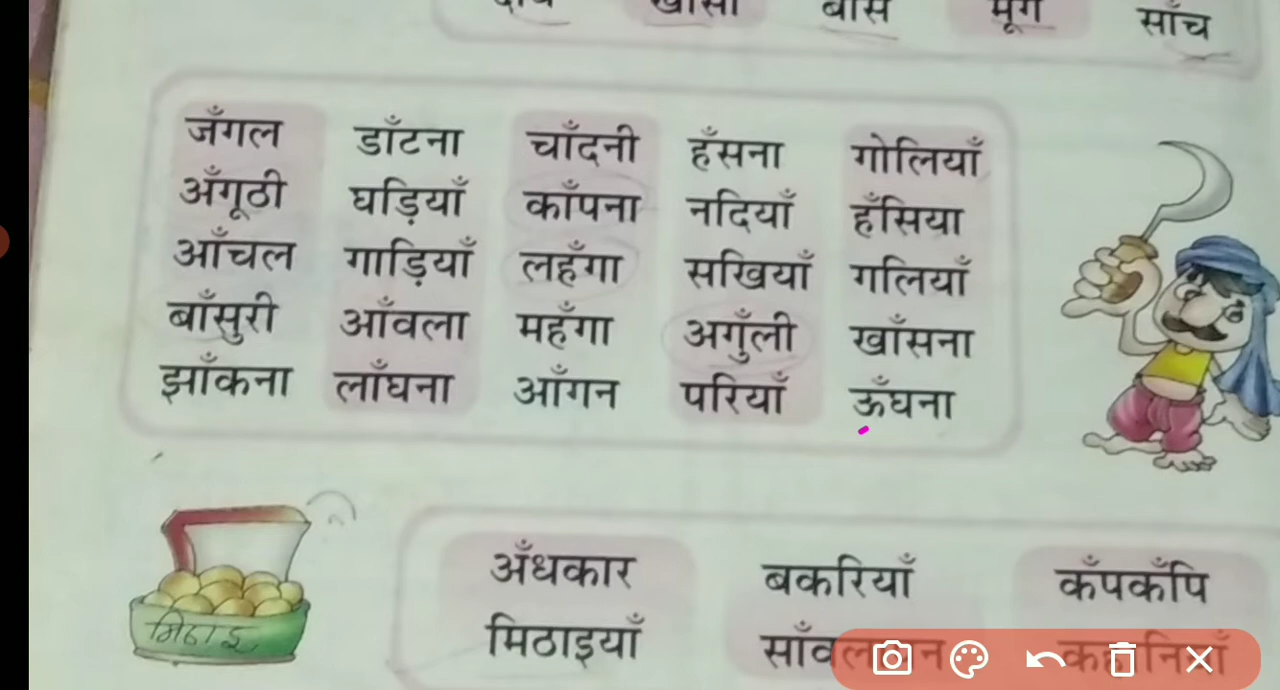 साँच
जँगल डाँटना चाँदनी हँसना गोलियाँ
अँगूठी घड़ियाँ काँपना नदियाँ हँसिया
आँचल गाड़ियाँ लहँगा सखियाँ गलियाँ
बाँसुरी आँवला महँगा अगुँली खाँसना
झाँकना लाँघना आँगन परियाँ ऊँघना
अँधकार बकरियाँ कँपकँपि
मिठाइयाँ कहानियाँ
मिठाइ